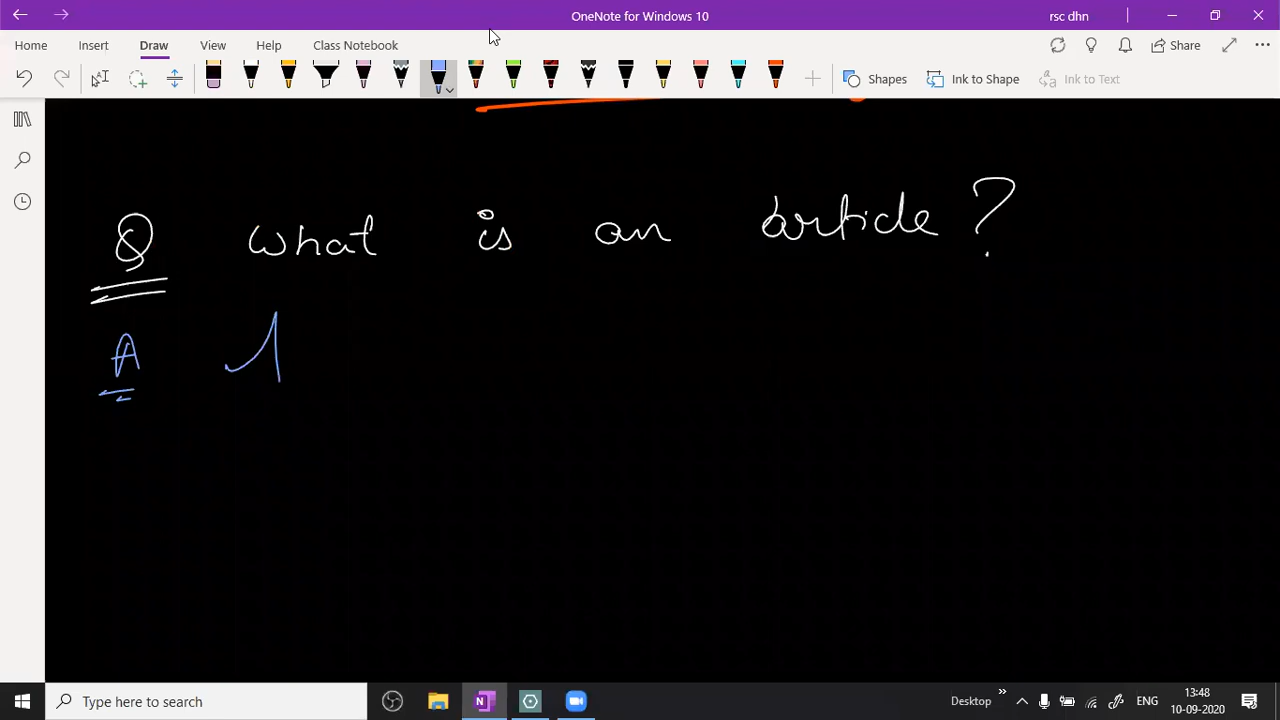 OneNote for Windows 10
rsc dhn
Home Insert Draw View Help Class Notebook
Share
Shapes
Ink to Shape
Ink to Text
Q what is an article?
A
Type here to search
Desktop
ENG
13:48
10-09-2020